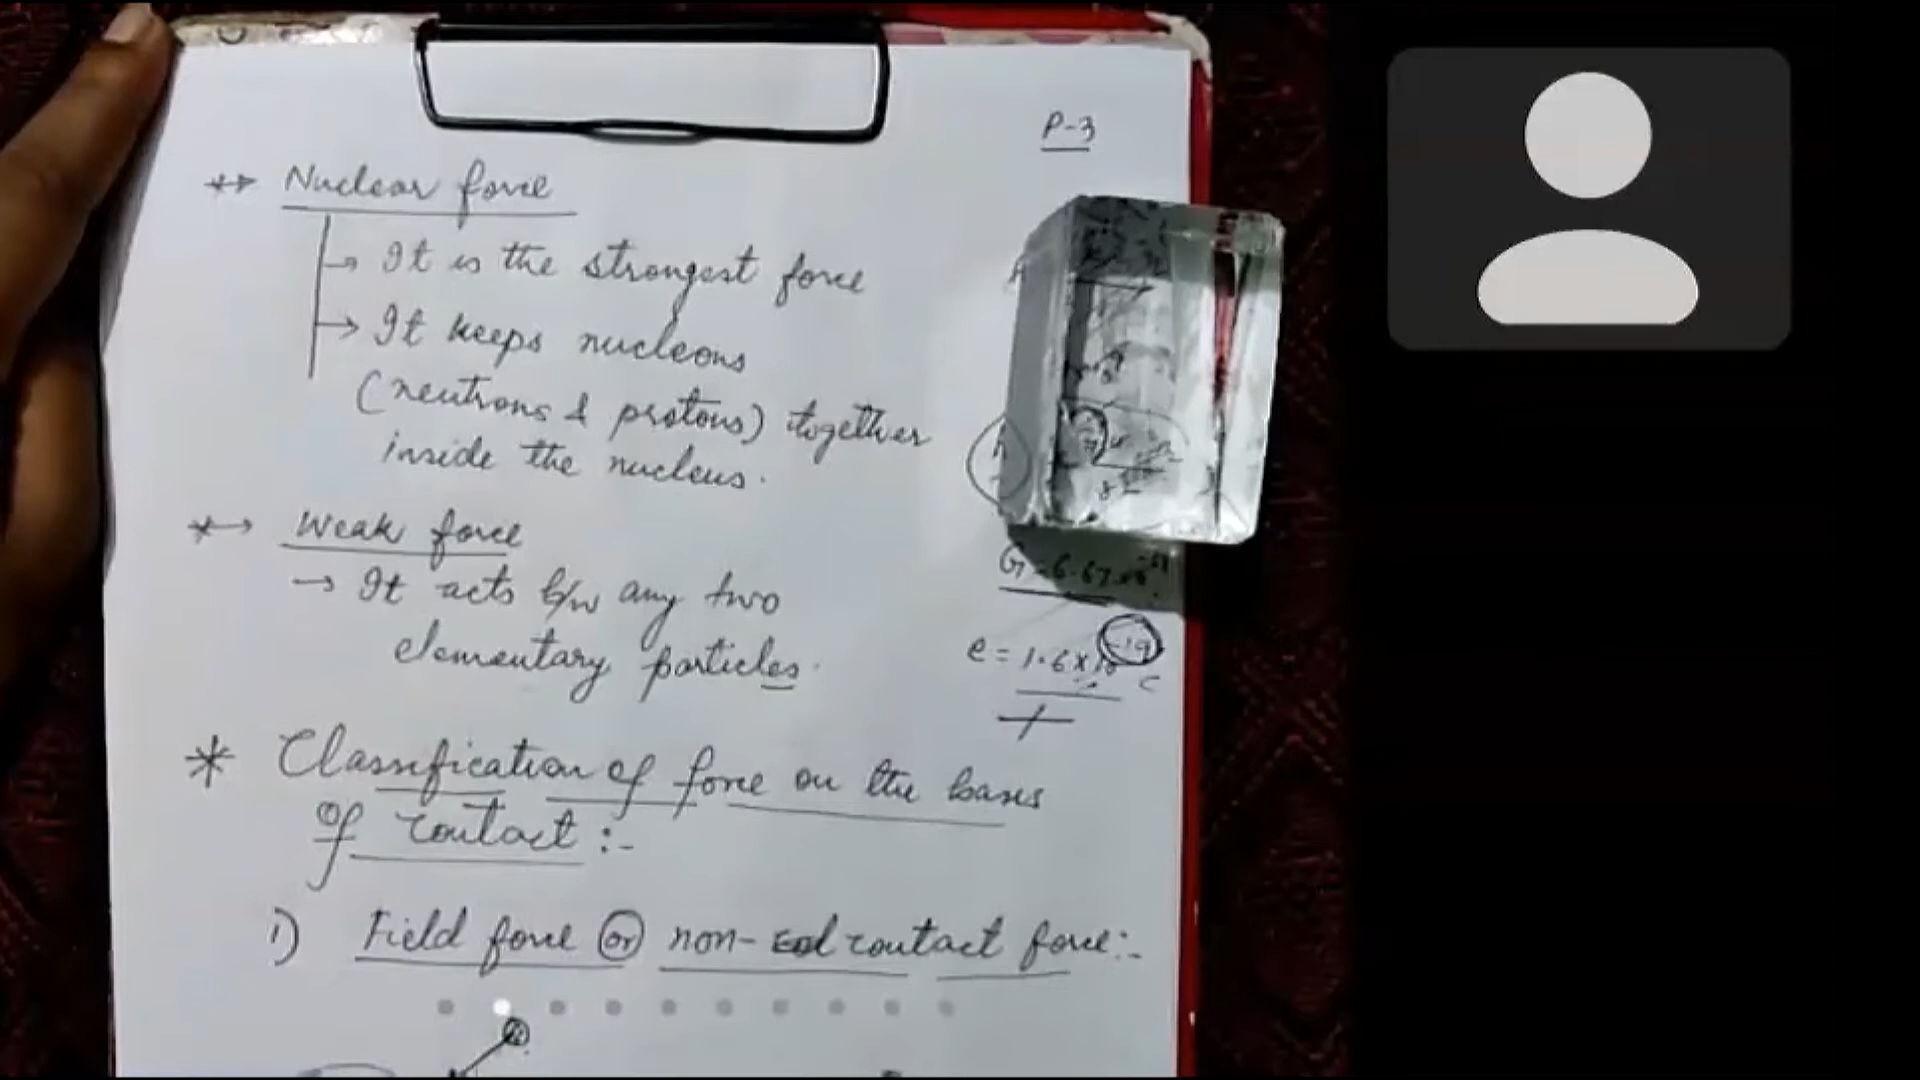 P-3
Nuclear force
→ It is the strongest force
→ It keeps nucleons
(neutrons & protons) together
inside the nucleus.
Weak force
→ It acts b/w any two
elementary particles.
* Classification of force on the basis
of contact :-
G = 6.67×10
e = 1.6×10⁻¹⁹ C
i) Field force or non- contact force:-